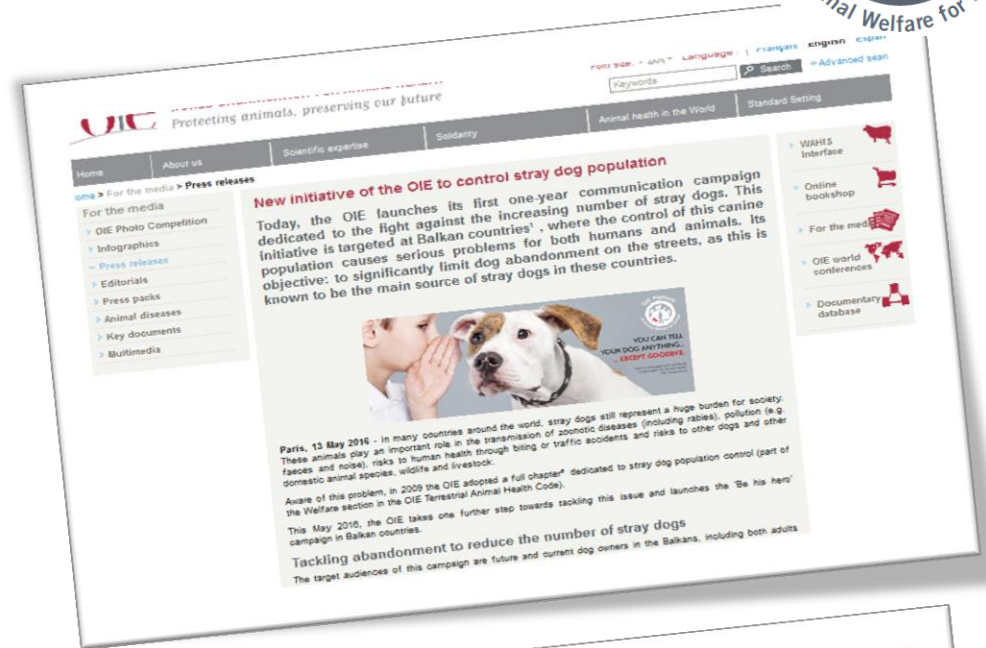 Animal Welfare for
Font size:
Language :
Français
English
OIE
WORLD ORGANISATION FOR ANIMAL HEALTH
Protecting animals, preserving our future
Keywords
Search
Advanced sear
Home
About us
Scientific expertise
Solidarity
Animal health in the World
Standard Setting
ome > For the media > Press releases
For the media
OIE Photo Competition
Infographics
Press releases
Editorials
Press packs
Animal diseases
Key documents
Multimedia
New initiative of the OIE to control stray dog population
Today, the OIE launches its first one-year communication campaign
dedicated to the fight against the increasing number of stray dogs. This
initiative is targeted at Balkan countries¹ , where the control of this canine
population causes serious problems for both humans and animals. Its
objective: to significantly limit dog abandonment on the streets, as this is
known to be the main source of stray dogs in these countries.
YOU CAN TELL
YOUR DOG ANYTHING...
... EXCEPT GOODBYE.
Paris, 13 May 2016 - In many countries around the world, stray dogs still represent a huge burden for society.
These animals play an important role in the transmission of zoonotic diseases (including rabies), pollution (e.g.
faeces and noise), risks to human health through biting or traffic accidents and risks to other dogs and other
domestic animal species, wildlife and livestock.
Aware of this problem, in 2009 the OIE adopted a full chapter² dedicated to stray dog population control (part of
the Welfare section in the OIE Terrestrial Animal Health Code).
This May 2016, the OIE takes one further step towards tackling this issue and launches the 'Be his hero'
campaign in Balkan countries.
Tackling abandonment to reduce the number of stray dogs
The target audiences of this campaign are future and current dog owners in the Balkans, including both adults
WAHIS
Interface
Online
bookshop
For the media
OIE world
conferences
Documentary
database